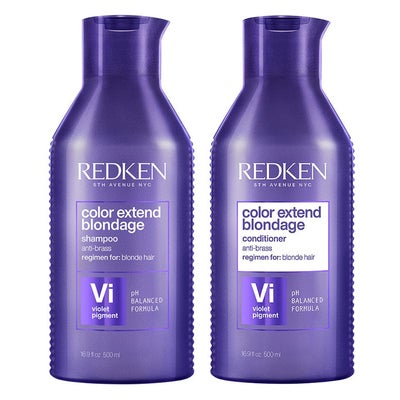 REDKEN
5TH AVENUE NYC
color extend
blondage
shampoo
anti-brass
regimen for: blonde hair
Vi
violet
pigment
pH
BALANCED
FORMULA
16.9 fl oz 500 ml
REDKEN
5TH AVENUE NYC
color extend
blondage
conditioner
anti-brass
regimen for: blonde hair
Vi
violet
pigment
pH
BALANCED
FORMULA
16.9 fl oz 500 ml